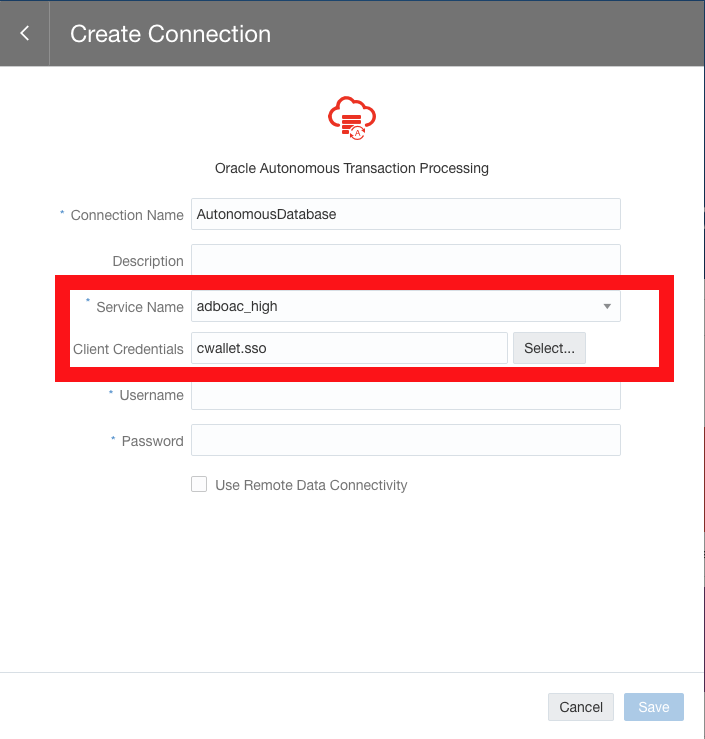 Create Connection
A
Oracle Autonomous Transaction Processing
* Connection Name AutonomousDatabase
Description
* Service Name adboac_high
Client Credentials cwallet.sso Select...
* Username
* Password
Use Remote Data Connectivity
Cancel Save